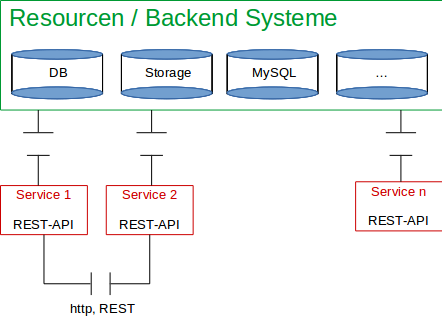 Resourcen / Backend Systeme
DB
Storage
MySQL
...
Service 1
REST-API
Service 2
REST-API
Service n
REST-API
http, REST